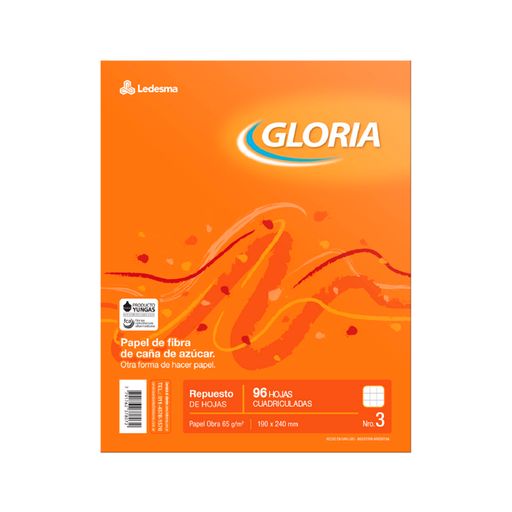 Ledesma
GLORIA
PRODUCTO
YUNGAS
Papel de fibra
de caña de azúcar.
Otra forma de hacer papel.
Repuesto
DE HOJAS
96 HOJAS
CUADRICULADAS
Papel Obra 65 g/m²
190 x 240 mm
Nro. 3